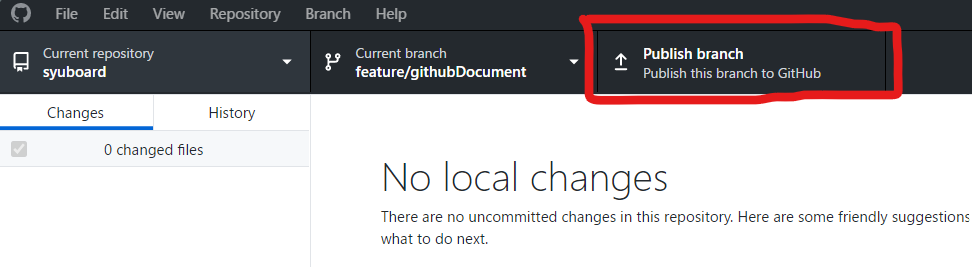 File Edit View Repository Branch Help
Current repository
syuboard
Current branch
feature/githubDocument
Publish branch
Publish this branch to GitHub
Changes History
0 changed files
No local changes
There are no uncommitted changes in this repository. Here are some friendly suggestions
what to do next.